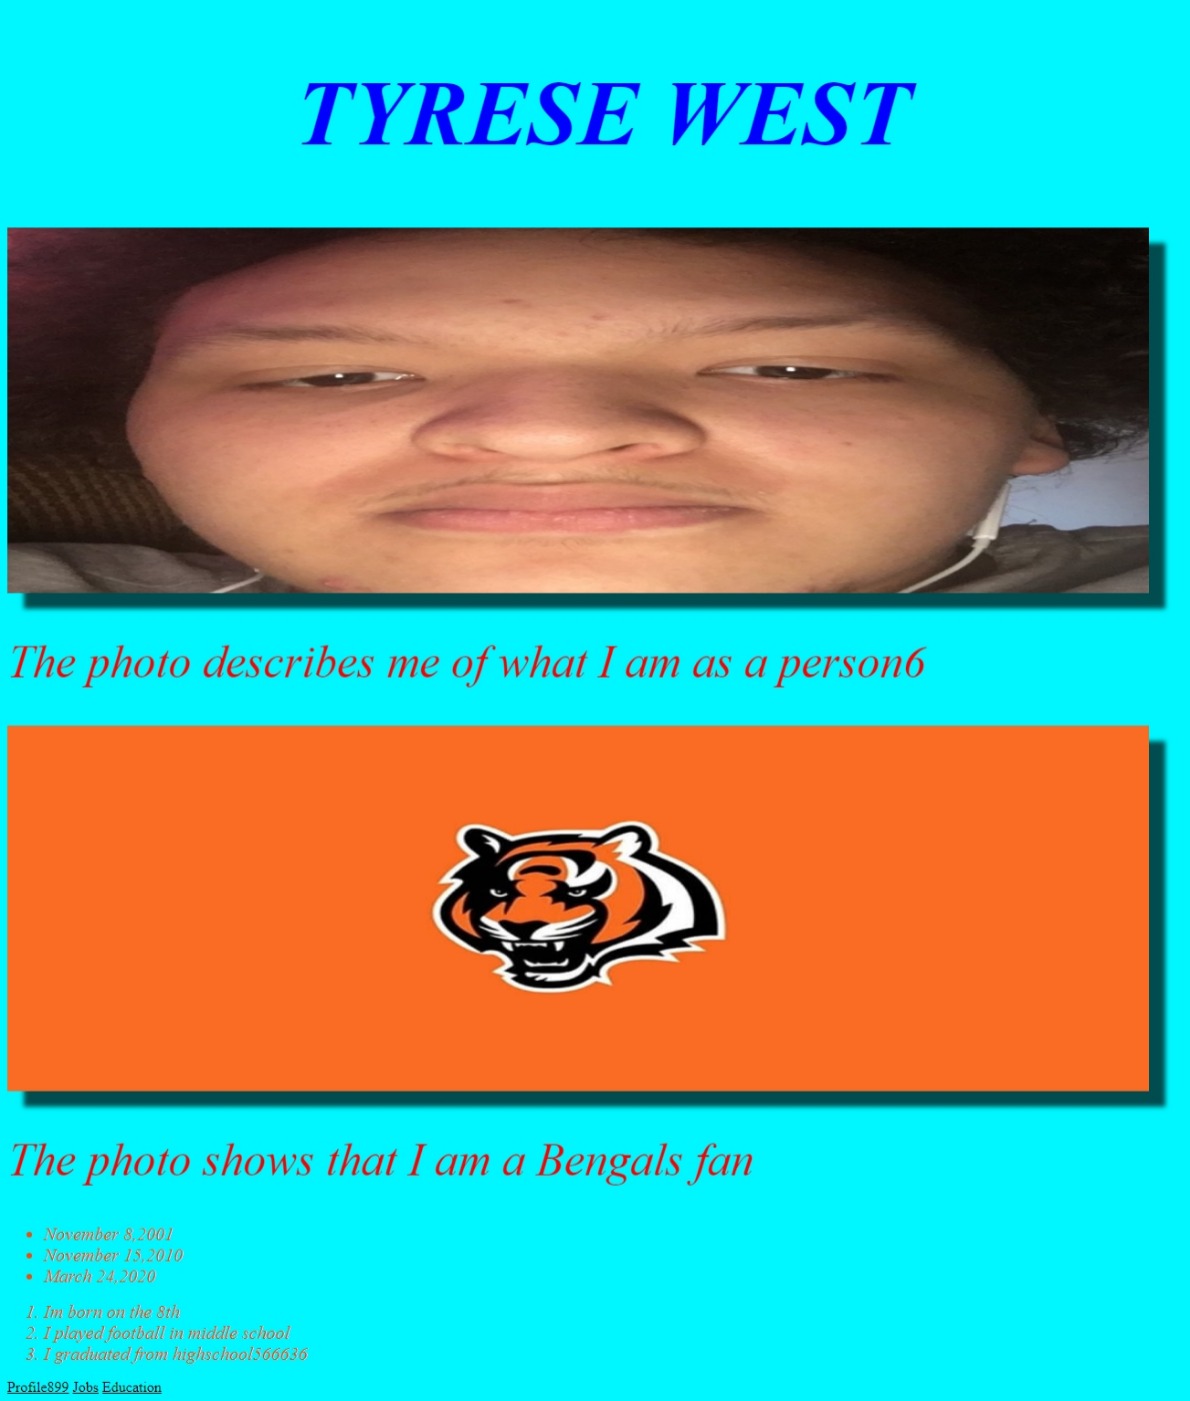 TYRESE WEST
The photo describes me of what I am as a person6
The photo shows that I am a Bengals fan
• November 8,2001
• November 15,2010
• March 24,2020
1. Im born on the 8th
2. I played football in middle school
3. I graduated from highschool566636
Profile899 Jobs Education